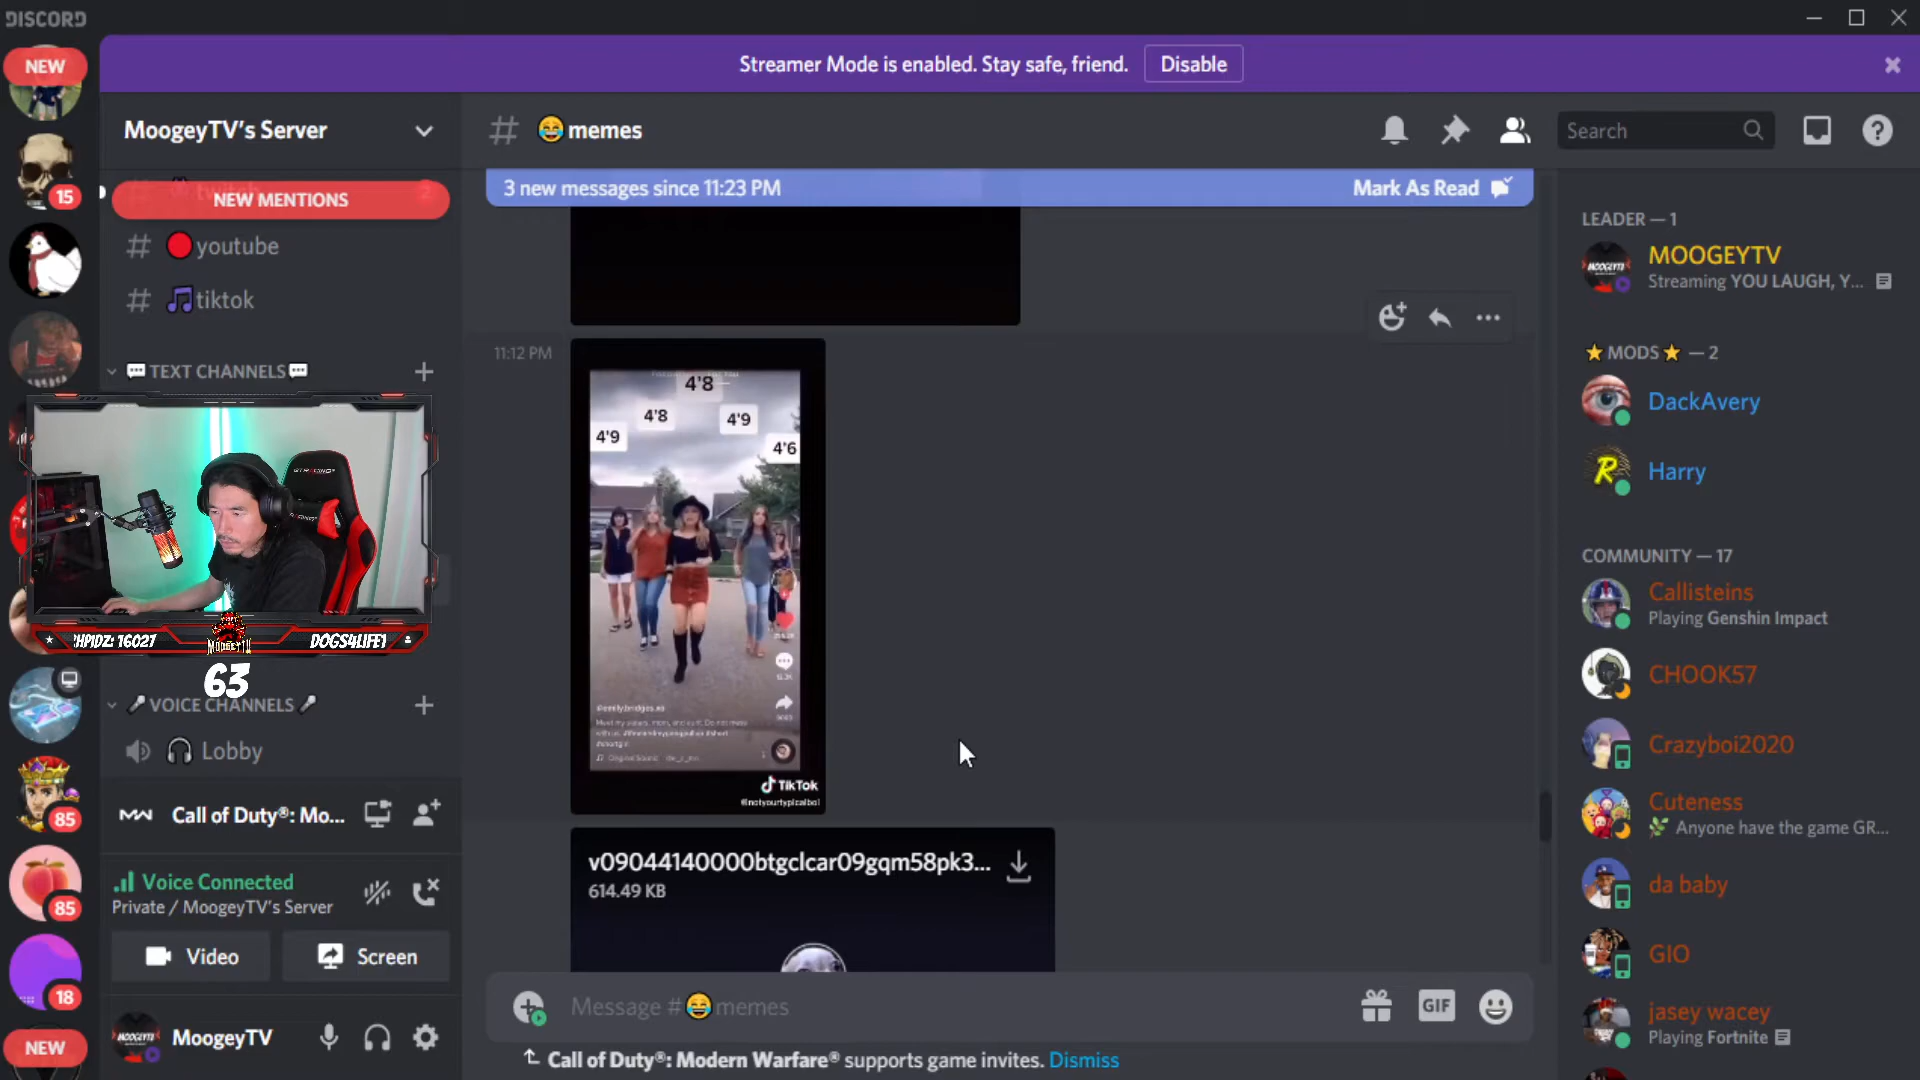 DISCORD
Streamer Mode is enabled. Stay safe, friend.
Disable
NEW
15
85
85
18
NEW
MoogeyTV's Server
NEW MENTIONS
2
youtube
tiktok
TEXT CHANNELS
GTRACING
DOGS4LIFE1
63
VOICE CHANNELS
Lobby
Call of Duty®: Mo...
Voice Connected
Private / MoogeyTV's Server
Video
Screen
MoogeyTV
# 😂memes
Search
3 new messages since 11:23 PM
Mark As Read
11:12 PM
4'8
4'8
4'9
4'9
4'6
TikTok
v09044140000btgclcar09gqm58pk3...
614.49 KB
Message #😂memes
GIF
Call of Duty®: Modern Warfare® supports game invites. Dismiss
LEADER — 1
MOOGEYTV
Streaming YOU LAUGH, Y...
⭐MODS⭐ — 2
DackAvery
Harry
COMMUNITY — 17
Callisteins
Playing Genshin Impact
CHOOK57
Crazyboi2020
Cuteness
🌿 Anyone have the game GR...
da baby
GIO
jasey wacey
Playing Fortnite